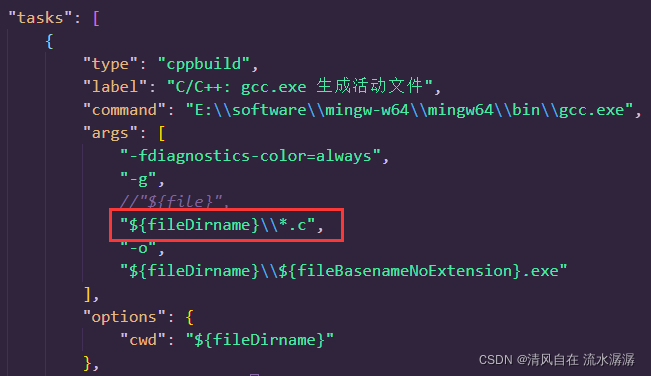 "tasks": [
{
"type": "cppbuild",
"label": "C/C++: gcc.exe 生成活动文件",
"command": "E:\\software\\mingw-w64\\mingw64\\bin\\gcc.exe",
"args": [
"-fdiagnostics-color=always",
"-g",
//"${file}",
"${fileDirname}\\*.c",
"-o",
"${fileDirname}\\${fileBasenameNoExtension}.exe"
],
"options": {
"cwd": "${fileDirname}"
},
CSDN @清风自在 流水潺潺